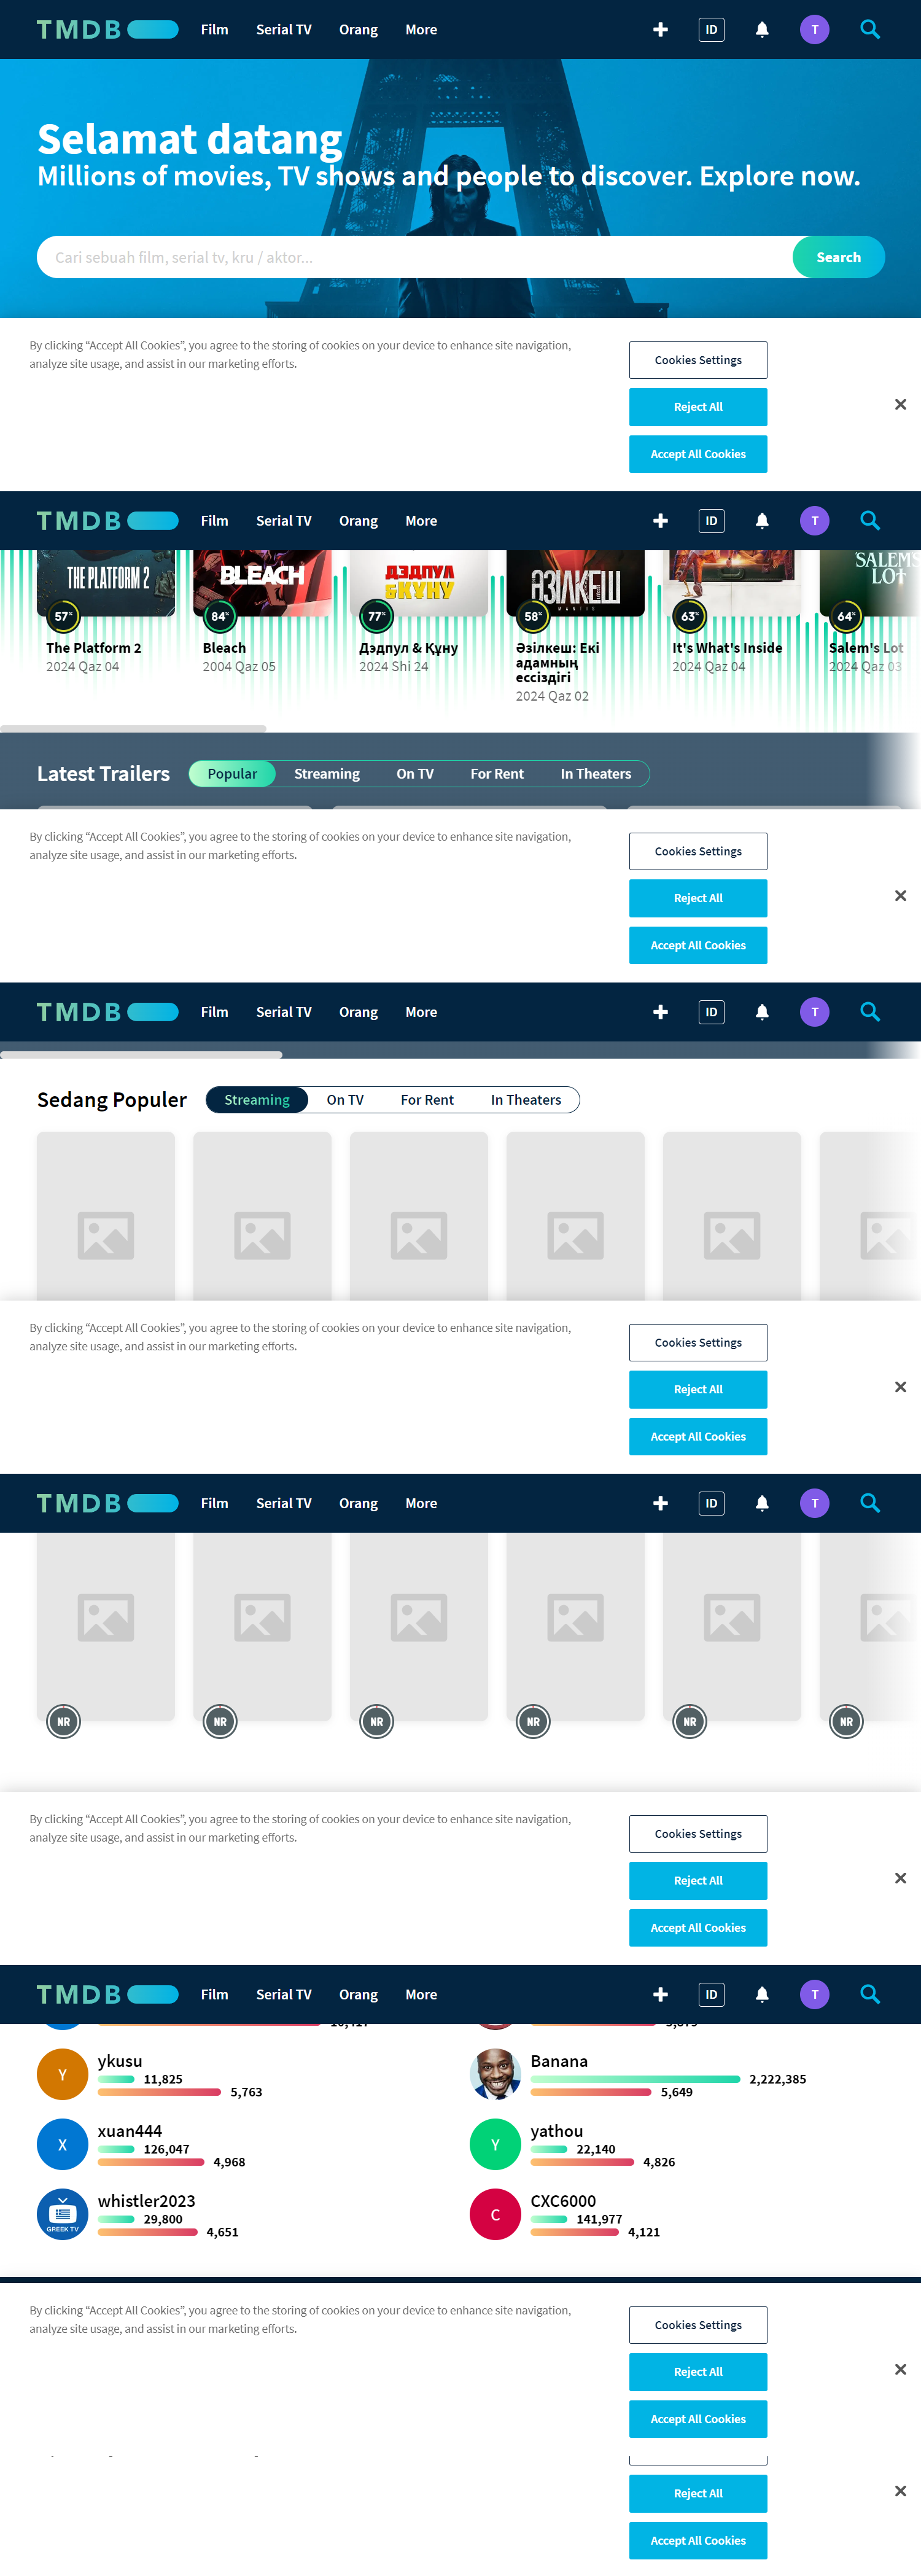 TMDB Film Serial TV Orang More ID T
Selamat datang
Millions of movies, TV shows and people to discover. Explore now.
Cari sebuah film, serial tv, kru / aktor... Search
By clicking “Accept All Cookies”, you agree to the storing of cookies on your device to enhance site navigation,
analyze site usage, and assist in our marketing efforts.
Cookies Settings
Reject All
Accept All Cookies
TMDB Film Serial TV Orang More ID T
THE PLATFORM 2
BLEACH
ДЭДПУЛ
&ҚҰНУ
ӘЗІЛКЕШ
SALEM'S
LOT
57% 84% 77% 58% 63% 64%
The Platform 2
2024 Qaz 04
Bleach
2004 Qaz 05
Дэдпул & Құну
2024 Shi 24
Әзілкеш: Екі
адамның
ессіздігі
2024 Qaz 02
It's What's Inside
2024 Qaz 04
Salem's Lot
2024 Qaz 03
Latest Trailers Popular Streaming On TV For Rent In Theaters
By clicking “Accept All Cookies”, you agree to the storing of cookies on your device to enhance site navigation,
analyze site usage, and assist in our marketing efforts.
Cookies Settings
Reject All
Accept All Cookies
TMDB Film Serial TV Orang More ID T
Sedang Populer Streaming On TV For Rent In Theaters
By clicking “Accept All Cookies”, you agree to the storing of cookies on your device to enhance site navigation,
analyze site usage, and assist in our marketing efforts.
Cookies Settings
Reject All
Accept All Cookies
TMDB Film Serial TV Orang More ID T
NR NR NR NR NR NR
By clicking “Accept All Cookies”, you agree to the storing of cookies on your device to enhance site navigation,
analyze site usage, and assist in our marketing efforts.
Cookies Settings
Reject All
Accept All Cookies
TMDB Film Serial TV Orang More ID T
Y ykusu
11,825
5,763
Banana
2,222,385
5,649
X xuan444
126,047
4,968
Y yathou
22,140
4,826
GREEK TV
whistler2023
29,800
4,651
C CXC6000
141,977
4,121
By clicking “Accept All Cookies”, you agree to the storing of cookies on your device to enhance site navigation,
analyze site usage, and assist in our marketing efforts.
Cookies Settings
Reject All
Accept All Cookies
Reject All
Accept All Cookies